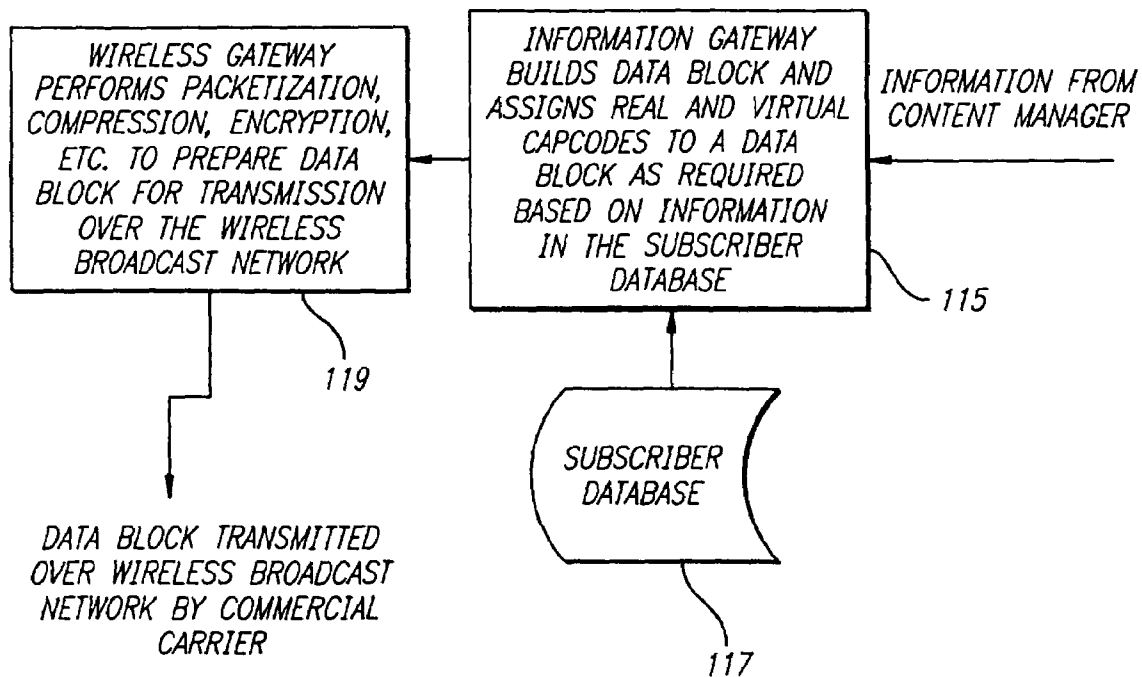 WIRELESS GATEWAY
PERFORMS PACKETIZATION,
COMPRESSION, ENCRYPTION,
ETC. TO PREPARE DATA
BLOCK FOR TRANSMISSION
OVER THE WIRELESS
BROADCAST NETWORK
119
INFORMATION GATEWAY
BUILDS DATA BLOCK AND
ASSIGNS REAL AND VIRTUAL
CAPCODES TO A DATA
BLOCK AS REQUIRED
BASED ON INFORMATION
IN THE SUBSCRIBER
DATABASE
115
INFORMATION FROM
CONTENT MANAGER
SUBSCRIBER
DATABASE
117
DATA BLOCK TRANSMITTED
OVER WIRELESS BROADCAST
NETWORK BY COMMERCIAL
CARRIER